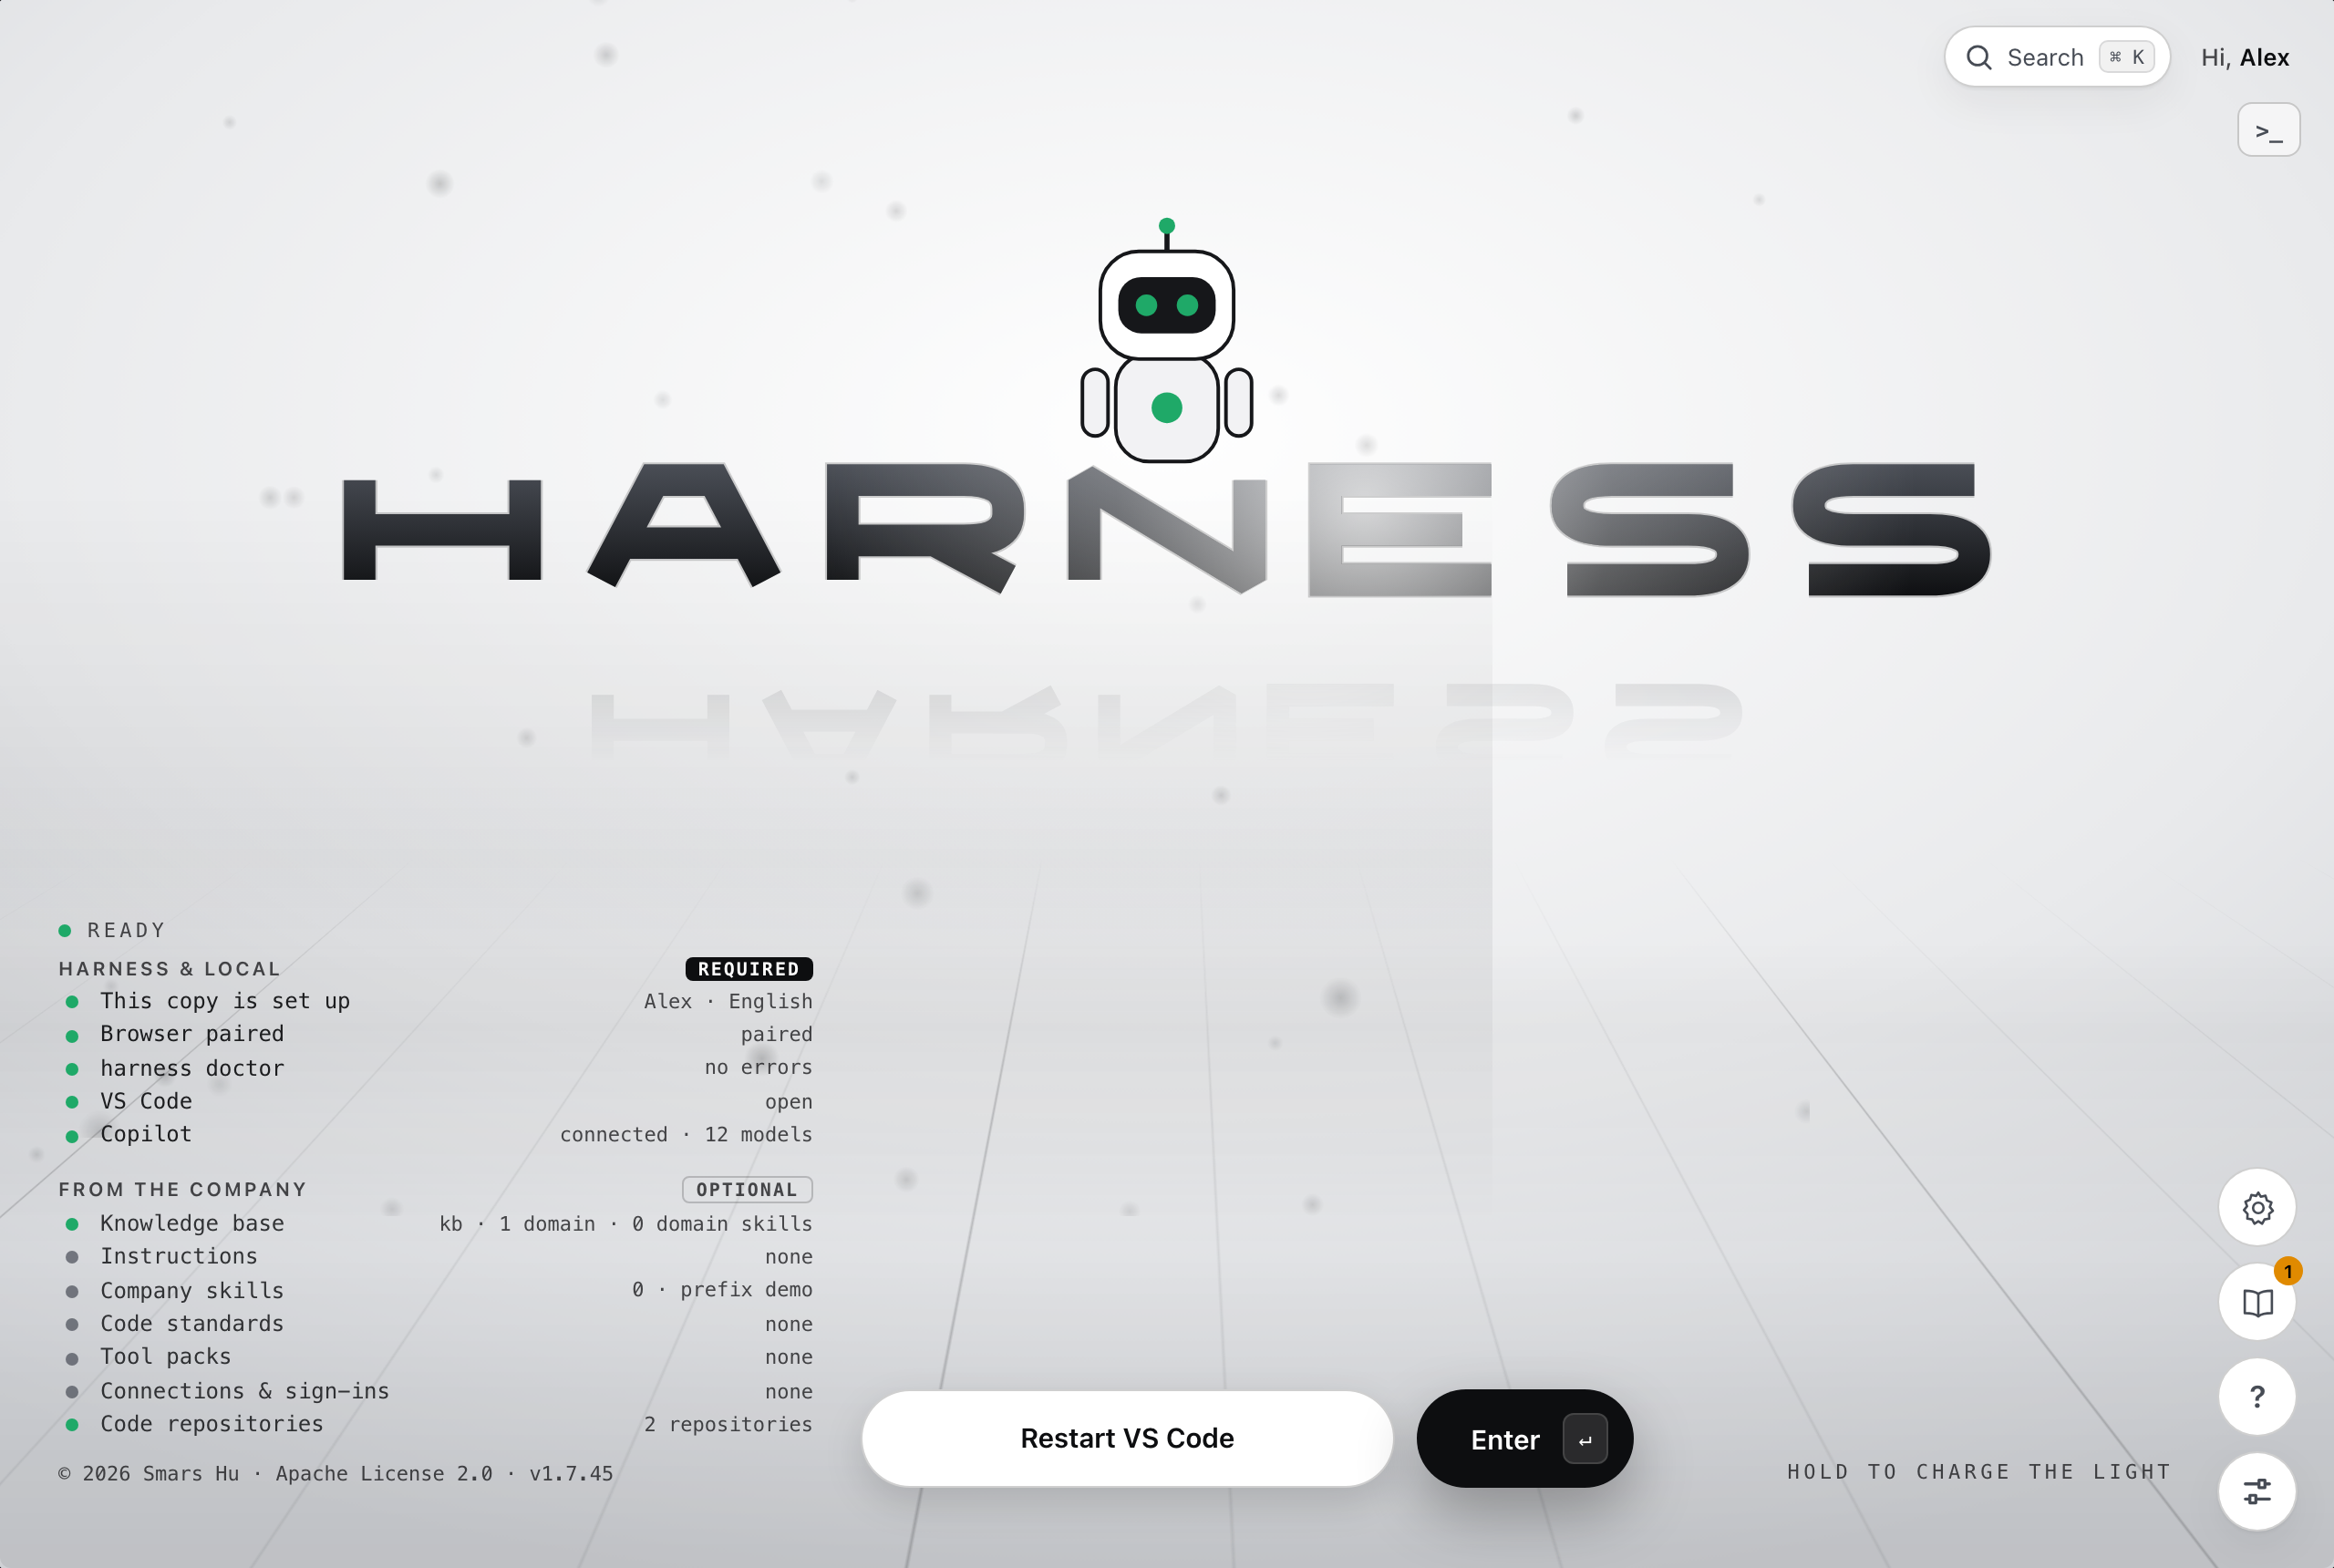 Search ⌘ K
Hi, Alex
>_
HARNESS
HARNESS
READY
HARNESS & LOCAL REQUIRED
This copy is set up Alex · English
Browser paired paired
harness doctor no errors
VS Code open
Copilot connected · 12 models
FROM THE COMPANY OPTIONAL
Knowledge base kb · 1 domain · 0 domain skills
Instructions none
Company skills 0 · prefix demo
Code standards none
Tool packs none
Connections & sign-ins none
Code repositories 2 repositories
© 2026 Smars Hu · Apache License 2.0 · v1.7.45
Restart VS Code
Enter ↵
HOLD TO CHARGE THE LIGHT
1
?